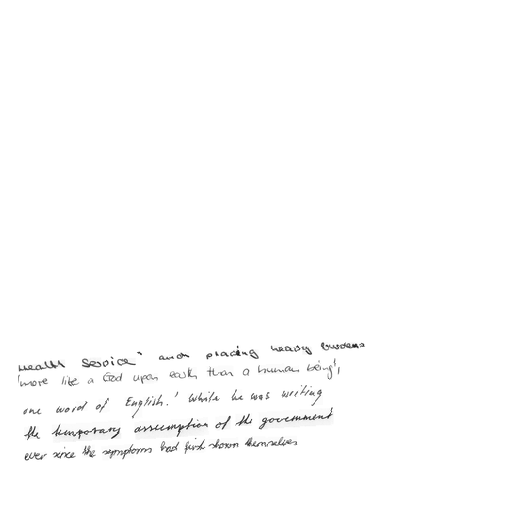 Health Service" and placing heavy burdens
'more like a God upon earth than a human being',
one word of English.' While he was writing
the temporary assumption of the government
ever since the symptoms had first shown themselves